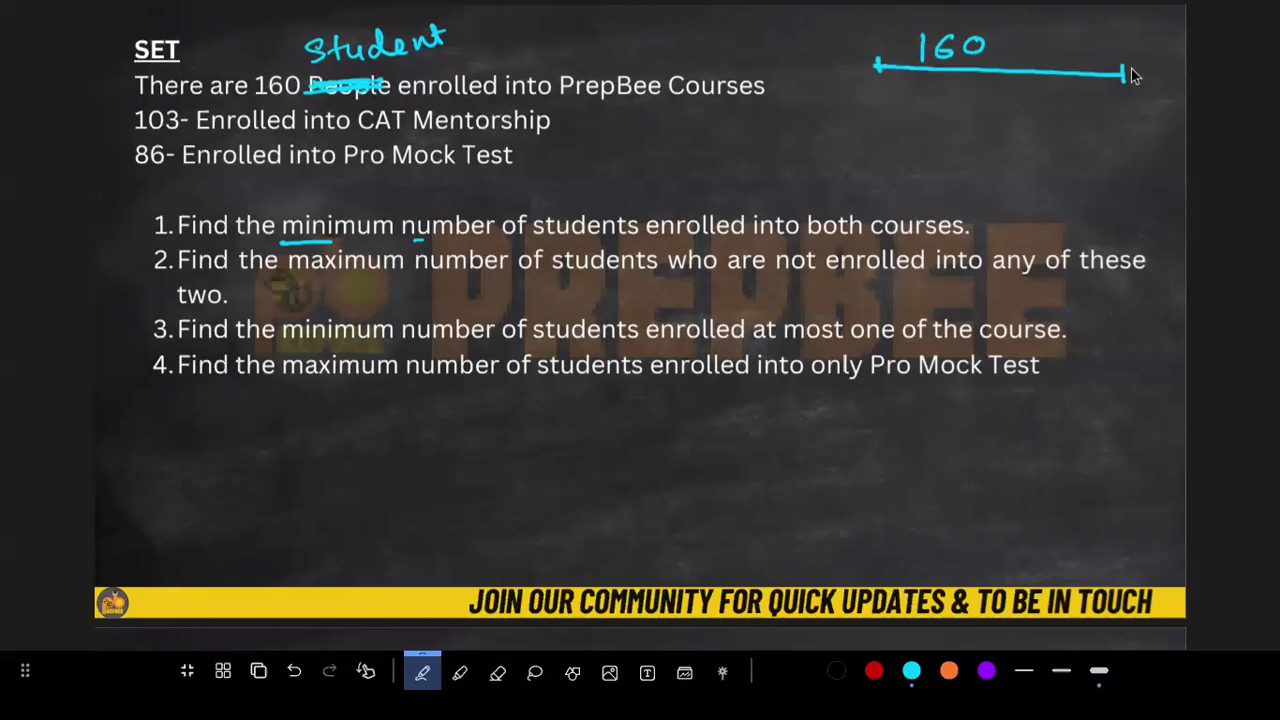 SET
student
160
There are 160 People enrolled into PrepBee Courses
103- Enrolled into CAT Mentorship
86- Enrolled into Pro Mock Test
1. Find the minimum number of students enrolled into both courses.
2. Find the maximum number of students who are not enrolled into any of these
two.
3. Find the minimum number of students enrolled at most one of the course.
4. Find the maximum number of students enrolled into only Pro Mock Test
PREPBEE
JOIN OUR COMMUNITY FOR QUICK UPDATES & TO BE IN TOUCH